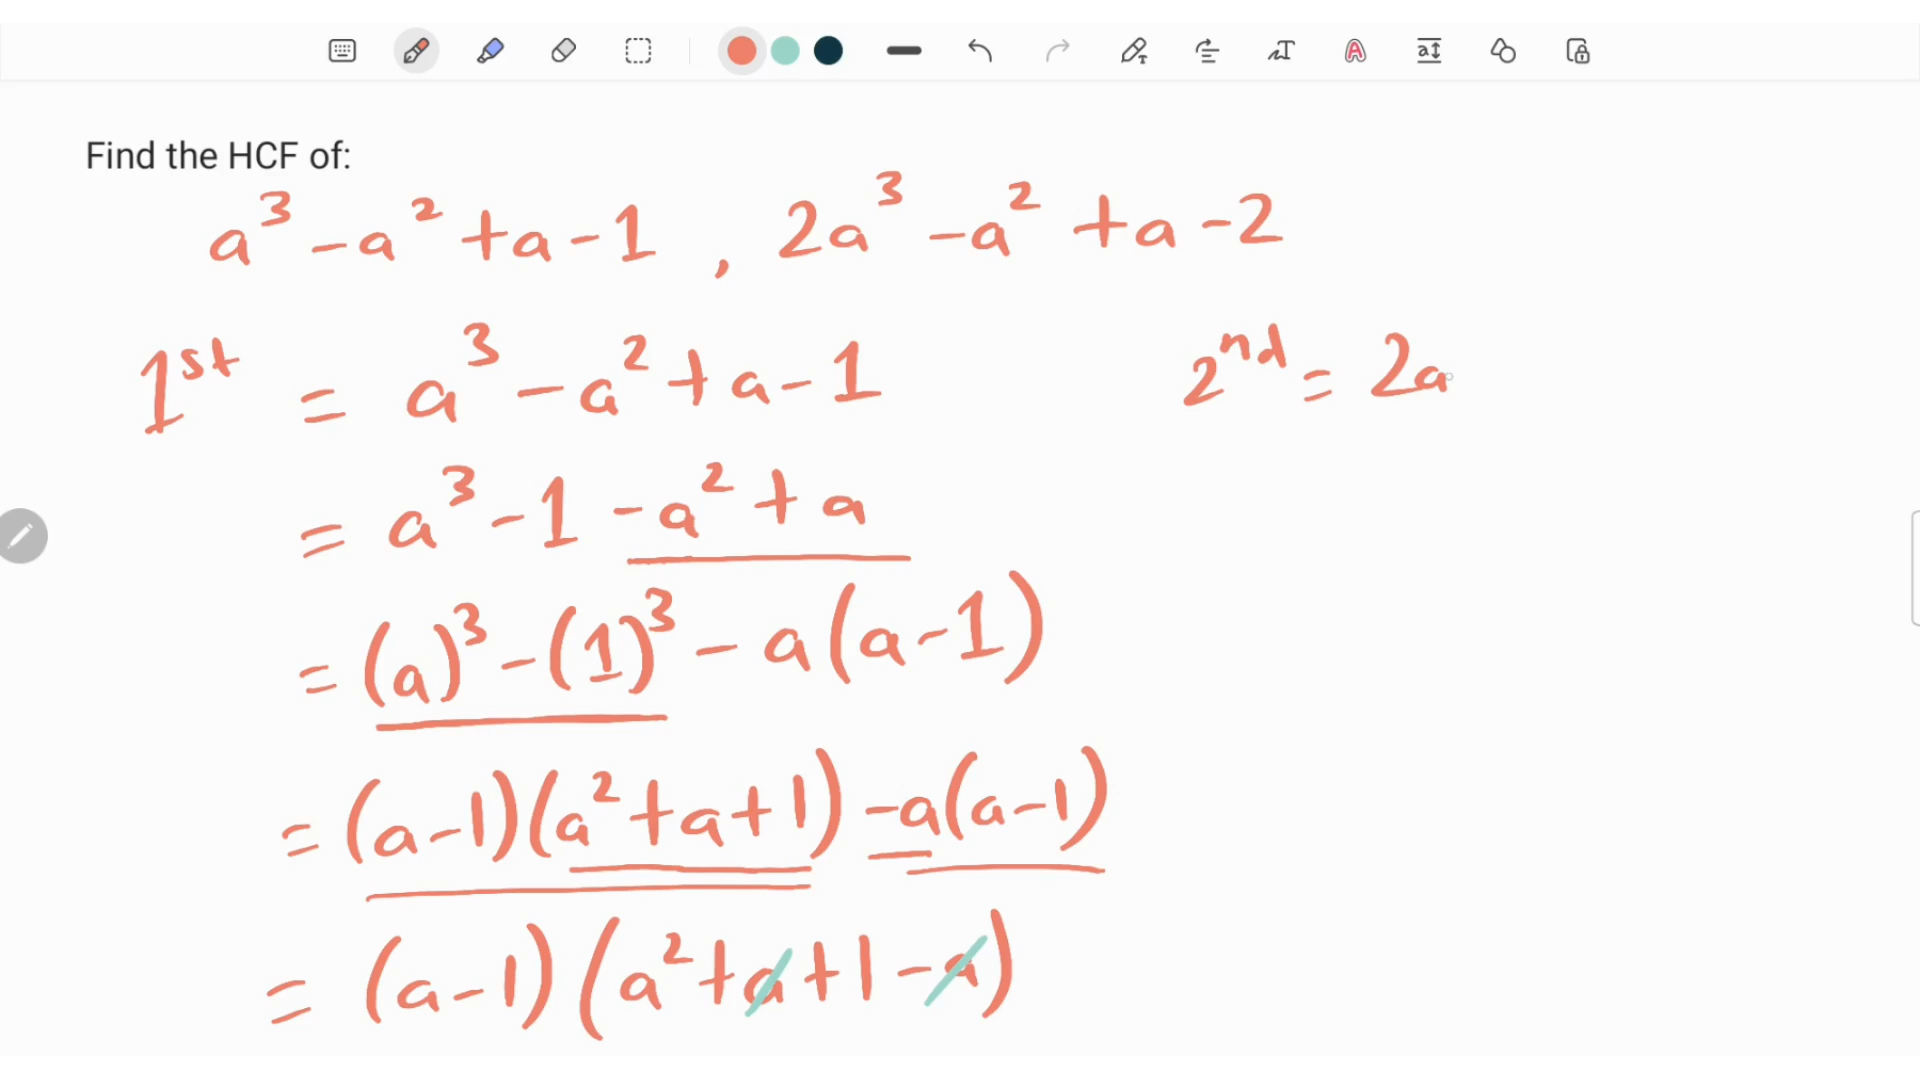 Find the HCF of:
a³ - a² + a - 1 , 2a³ - a² + a - 2
1ˢᵗ = a³ - a² + a - 1
2ⁿᵈ = 2a
= a³ - 1 - a² + a
= (a)³ - (1)³ - a(a - 1)
= (a - 1)(a² + a + 1) - a(a - 1)
= (a - 1)(a² + a + 1 - a)